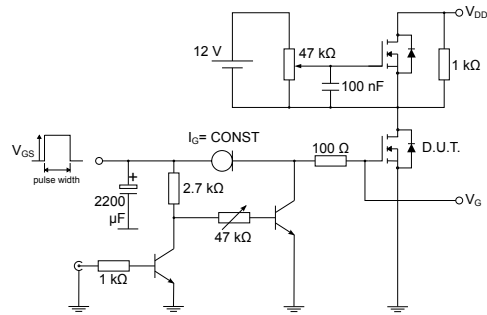 V_DD
12 V
47 kΩ
1 kΩ
100 nF
I_G= CONST
V_GS
pulse width
+
2200
μF
2.7 kΩ
100 Ω
D.U.T.
V_G
47 kΩ
1 kΩ